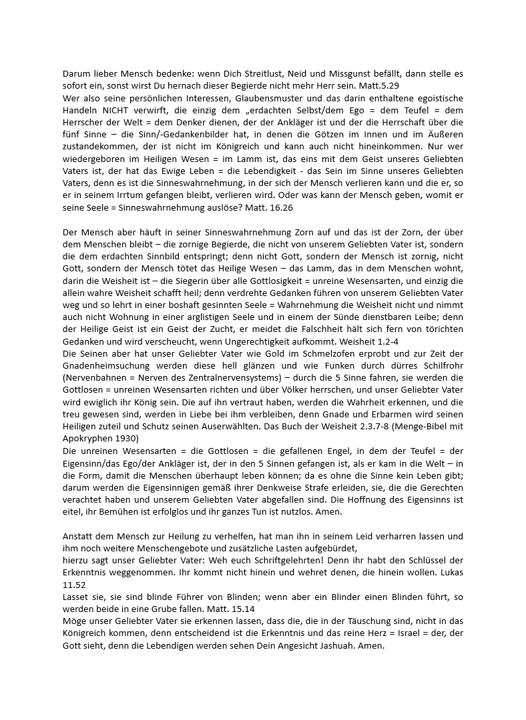 Darum lieber Mensch bedenke: wenn Dich Streitlust, Neid und Missgunst befällt, dann stelle es
sofort ein, sonst wirst Du hernach dieser Begierde nicht mehr Herr sein. Matt.5.29
Wer also seine persönlichen Interessen, Glaubensmuster und das darin enthaltene egoistische
Handeln NICHT verwirft, die einzig dem „erdachten Selbst/dem Ego = dem Teufel = dem
Herrscher der Welt = dem Denker dienen, der der Ankläger ist und der die Herrschaft über die
fünf Sinne – die Sinn/-Gedankenbilder hat, in denen die Götzen im Innen und im Äußeren
zustandekommen, der ist nicht im Königreich und kann auch nicht hineinkommen. Nur wer
wiedergeboren im Heiligen Wesen = im Lamm ist, das eins mit dem Geist unseres Geliebten
Vaters ist, der hat das Ewige Leben = die Lebendigkeit - das Sein im Sinne unseres Geliebten
Vaters, denn es ist die Sinneswahrnehmung, in der sich der Mensch verlieren kann und die er, so
er in seinem Irrtum gefangen bleibt, verlieren wird. Oder was kann der Mensch geben, womit er
seine Seele = Sinneswahrnehmung auslöse? Matt. 16.26
Der Mensch aber häuft in seiner Sinneswahrnehmung Zorn auf und das ist der Zorn, der über
dem Menschen bleibt – die zornige Begierde, die nicht von unserem Geliebten Vater ist, sondern
die dem erdachten Sinnbild entspringt; denn nicht Gott, sondern der Mensch ist zornig, nicht
Gott, sondern der Mensch tötet das Heilige Wesen – das Lamm, das in dem Menschen wohnt,
darin die Weisheit ist – die Siegerin über alle Gottlosigkeit = unreine Wesensarten, und einzig die
allein wahre Weisheit schafft heil; denn verdrehte Gedanken führen von unserem Geliebten Vater
weg und so lehrt in einer boshaft gesinnten Seele = Wahrnehmung die Weisheit nicht und nimmt
auch nicht Wohnung in einer arglistigen Seele und in einem der Sünde dienstbaren Leibe; denn
der Heilige Geist ist ein Geist der Zucht, er meidet die Falschheit hält sich fern von törichten
Gedanken und wird verscheucht, wenn Ungerechtigkeit aufkommt. Weisheit 1.2-4
Die Seinen aber hat unser Geliebter Vater wie Gold im Schmelzofen erprobt und zur Zeit der
Gnadenheimsuchung werden diese hell glänzen und wie Funken durch dürres Schilfrohr
(Nervenbahnen = Nerven des Zentralnervensystems) – durch die 5 Sinne fahren, sie werden die
Gottlosen = unreinen Wesensarten richten und über Völker herrschen, und unser Geliebter Vater
wird ewiglich ihr König sein. Die auf ihn vertraut haben, werden die Wahrheit erkennen, und die
treu gewesen sind, werden in Liebe bei ihm verbleiben, denn Gnade und Erbarmen wird seinen
Heiligen zuteil und Schutz seinen Auserwählten. Das Buch der Weisheit 2.3.7-8 (Menge-Bibel mit
Apokryphen 1930)
Die unreinen Wesensarten = die Gottlosen = die gefallenen Engel, in dem der Teufel = der
Eigensinn/das Ego/der Ankläger ist, der in den 5 Sinnen gefangen ist, als er kam in die Welt – in
die Form, damit die Menschen überhaupt leben können; da es ohne die Sinne kein Leben gibt;
darum werden die Eigensinnigen gemäß ihrer Denkweise Strafe erleiden, sie, die die Gerechten
verachtet haben und unserem Geliebten Vater abgefallen sind. Die Hoffnung des Eigensinns ist
eitel, ihr Bemühen ist erfolglos und ihr ganzes Tun ist nutzlos. Amen.
Anstatt dem Mensch zur Heilung zu verhelfen, hat man ihn in seinem Leid verharren lassen und
ihm noch weitere Menschengebote und zusätzliche Lasten aufgebürdet,
hierzu sagt unser Geliebter Vater: Weh euch Schriftgelehrten! Denn ihr habt den Schlüssel der
Erkenntnis weggenommen. Ihr kommt nicht hinein und wehret denen, die hinein wollen. Lukas
11.52
Lasset sie, sie sind blinde Führer von Blinden; wenn aber ein Blinder einen Blinden führt, so
werden beide in eine Grube fallen. Matt. 15.14
Möge unser Geliebter Vater sie erkennen lassen, dass die, die in der Täuschung sind, nicht in das
Königreich kommen, denn entscheidend ist die Erkenntnis und das reine Herz = Israel = der, der
Gott sieht, denn die Lebendigen werden sehen Dein Angesicht Jashuah. Amen.